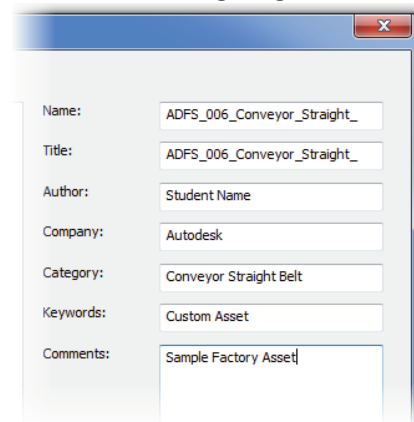 Name: ADFS_006_Conveyor_Straight_
Title: ADFS_006_Conveyor_Straight_
Author: Student Name
Company: Autodesk
Category: Conveyor Straight Belt
Keywords: Custom Asset
Comments: Sample Factory Asset